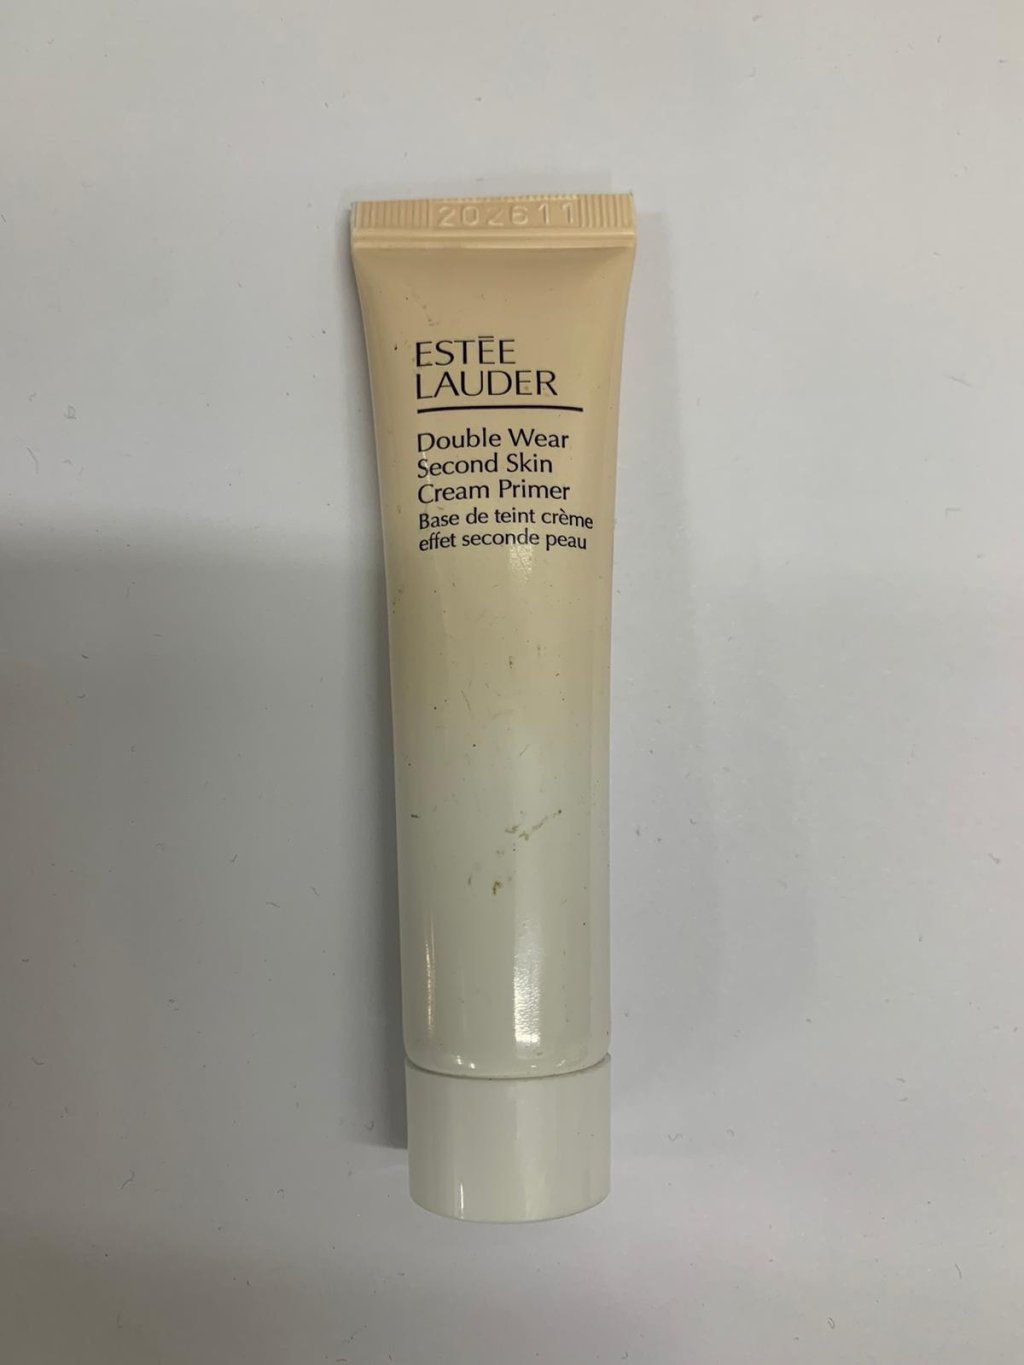 202611
ESTĒE
LAUDER
Double Wear
Second Skin
Cream Primer
Base de teint crème
effet seconde peau